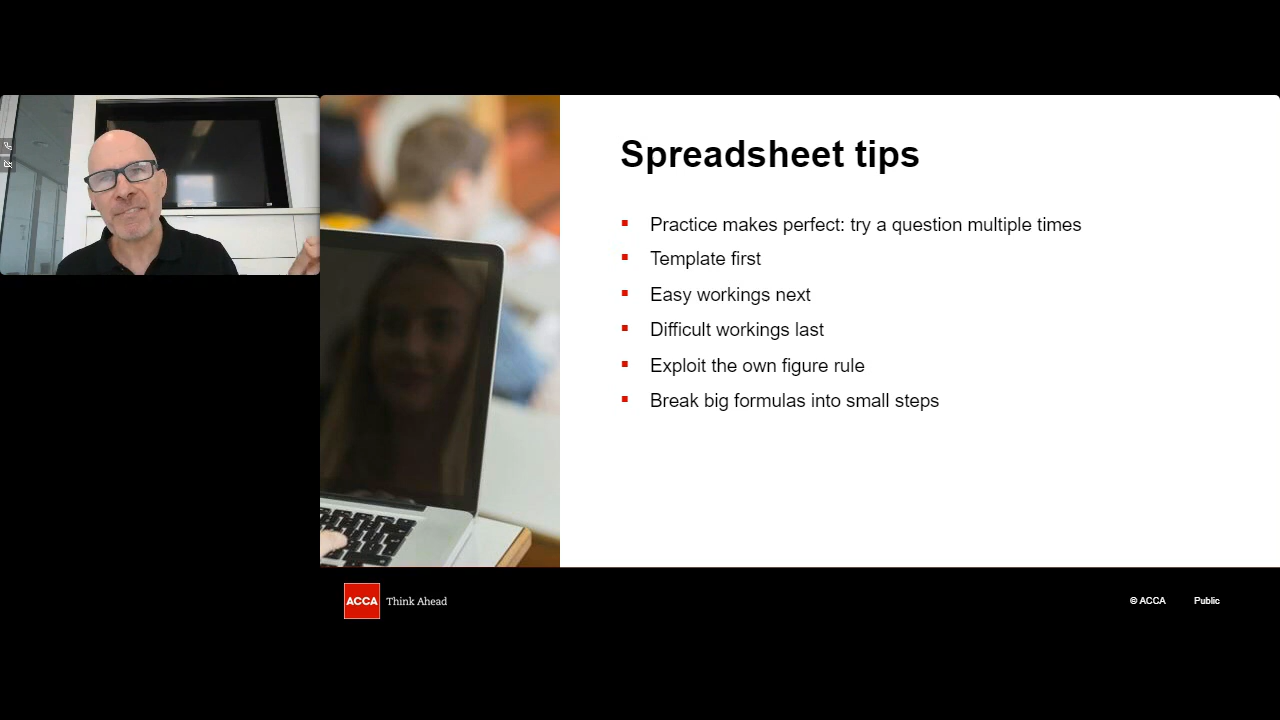 Spreadsheet tips
Practice makes perfect: try a question multiple times
Template first
Easy workings next
Difficult workings last
Exploit the own figure rule
Break big formulas into small steps
ACCA Think Ahead
© ACCA Public